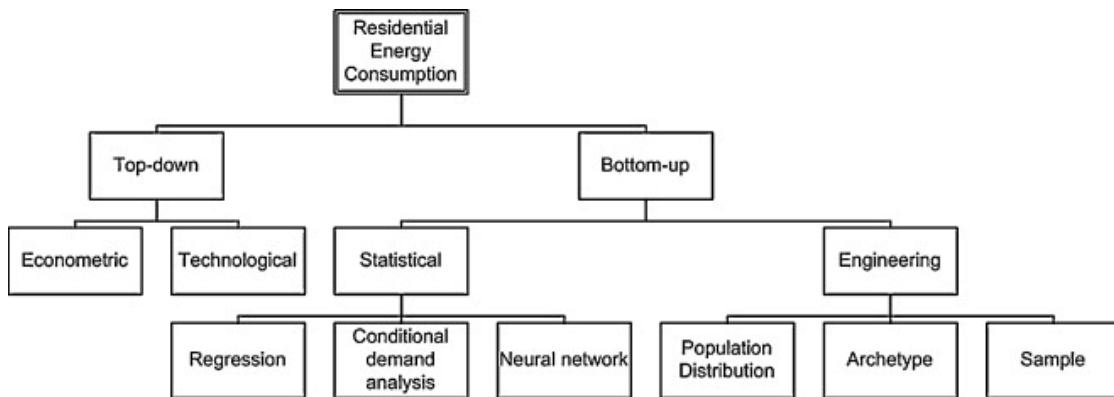 Residential
Energy
Consumption
Top-down
Bottom-up
Econometric
Technological
Statistical
Engineering
Regression
Conditional
demand
analysis
Neural network
Population
Distribution
Archetype
Sample